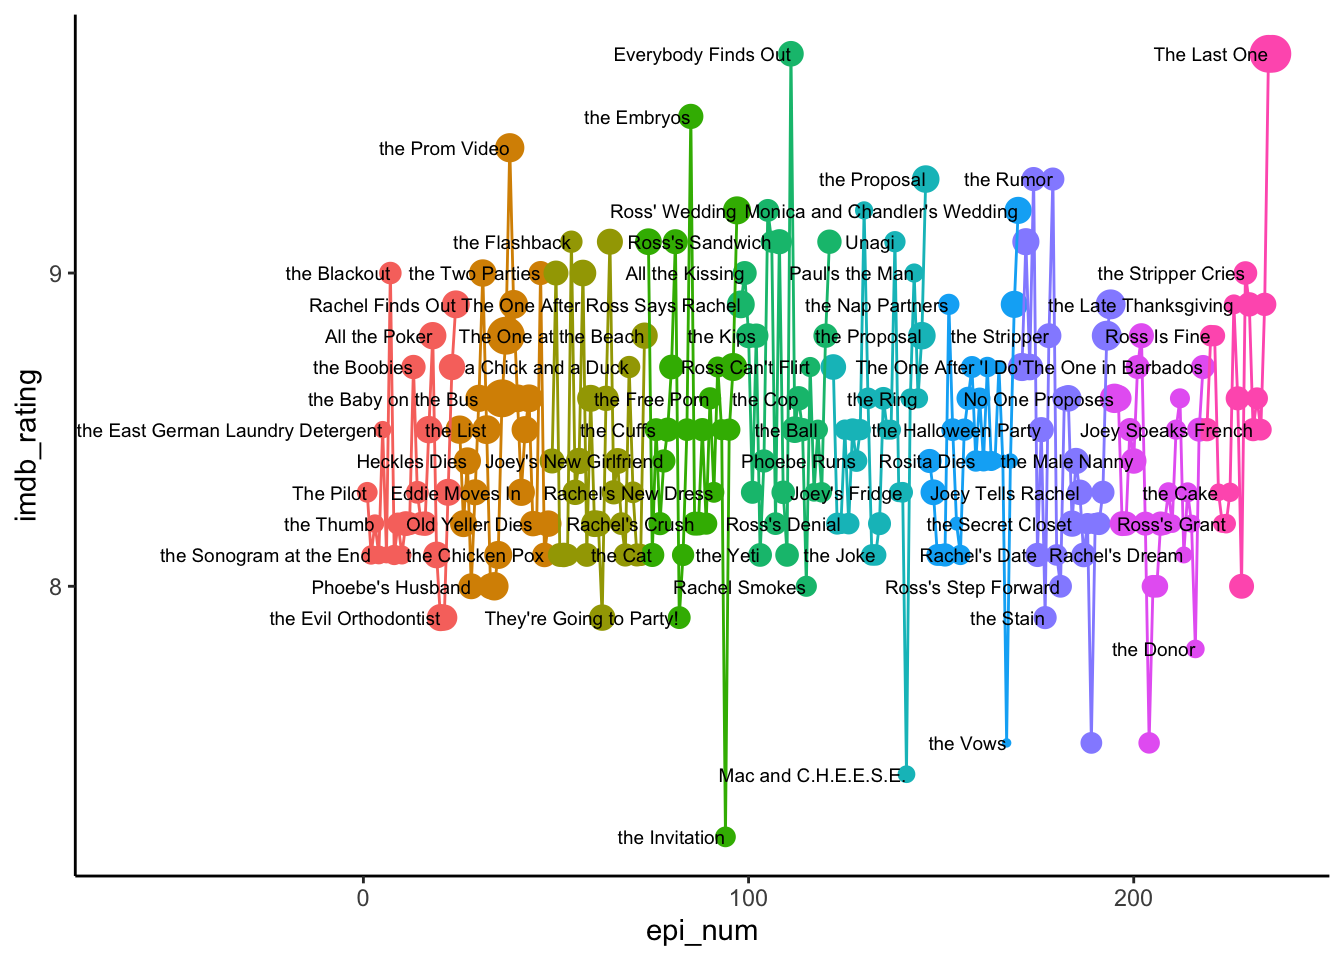 Everybody Finds Out
The Last One
the Embryos
the Prom Video
the Proposal
the Rumor
Ross' Wedding
Monica and Chandler's Wedding
the Flashback
Ross's Sandwich
Unagi
the Blackout
the Two Parties
All the Kissing
Paul's the Man
the Stripper Cries
Rachel Finds Out
The One After Ross Says Rachel
the Nap Partners
the Late Thanksgiving
All the Poker
The One at the Beach
the Kips
the Proposal
the Stripper
Ross Is Fine
the Boobies
a Chick and a Duck
Ross Can't Flirt
The One After 'I Do'
The One in Barbados
the Baby on the Bus
the Free Porn
the Cop
the Ring
No One Proposes
the East German Laundry Detergent
the List
the Cuffs
the Ball
the Halloween Party
Joey Speaks French
Heckles Dies
Joey's New Girlfriend
Phoebe Runs
Rosita Dies
the Male Nanny
The Pilot
Eddie Moves In
Rachel's New Dress
Joey's Fridge
Joey Tells Rachel
the Cake
the Thumb
Old Yeller Dies
Rachel's Crush
Ross's Denial
the Secret Closet
Ross's Grant
the Sonogram at the End
the Chicken Pox
the Cat
the Yeti
the Joke
Rachel's Date
Rachel's Dream
Phoebe's Husband
Rachel Smokes
Ross's Step Forward
the Evil Orthodontist
They're Going to Party!
the Stain
the Donor
the Vows
Mac and C.H.E.E.S.E.
the Invitation
9
8
imdb_rating
0
100
200
epi_num